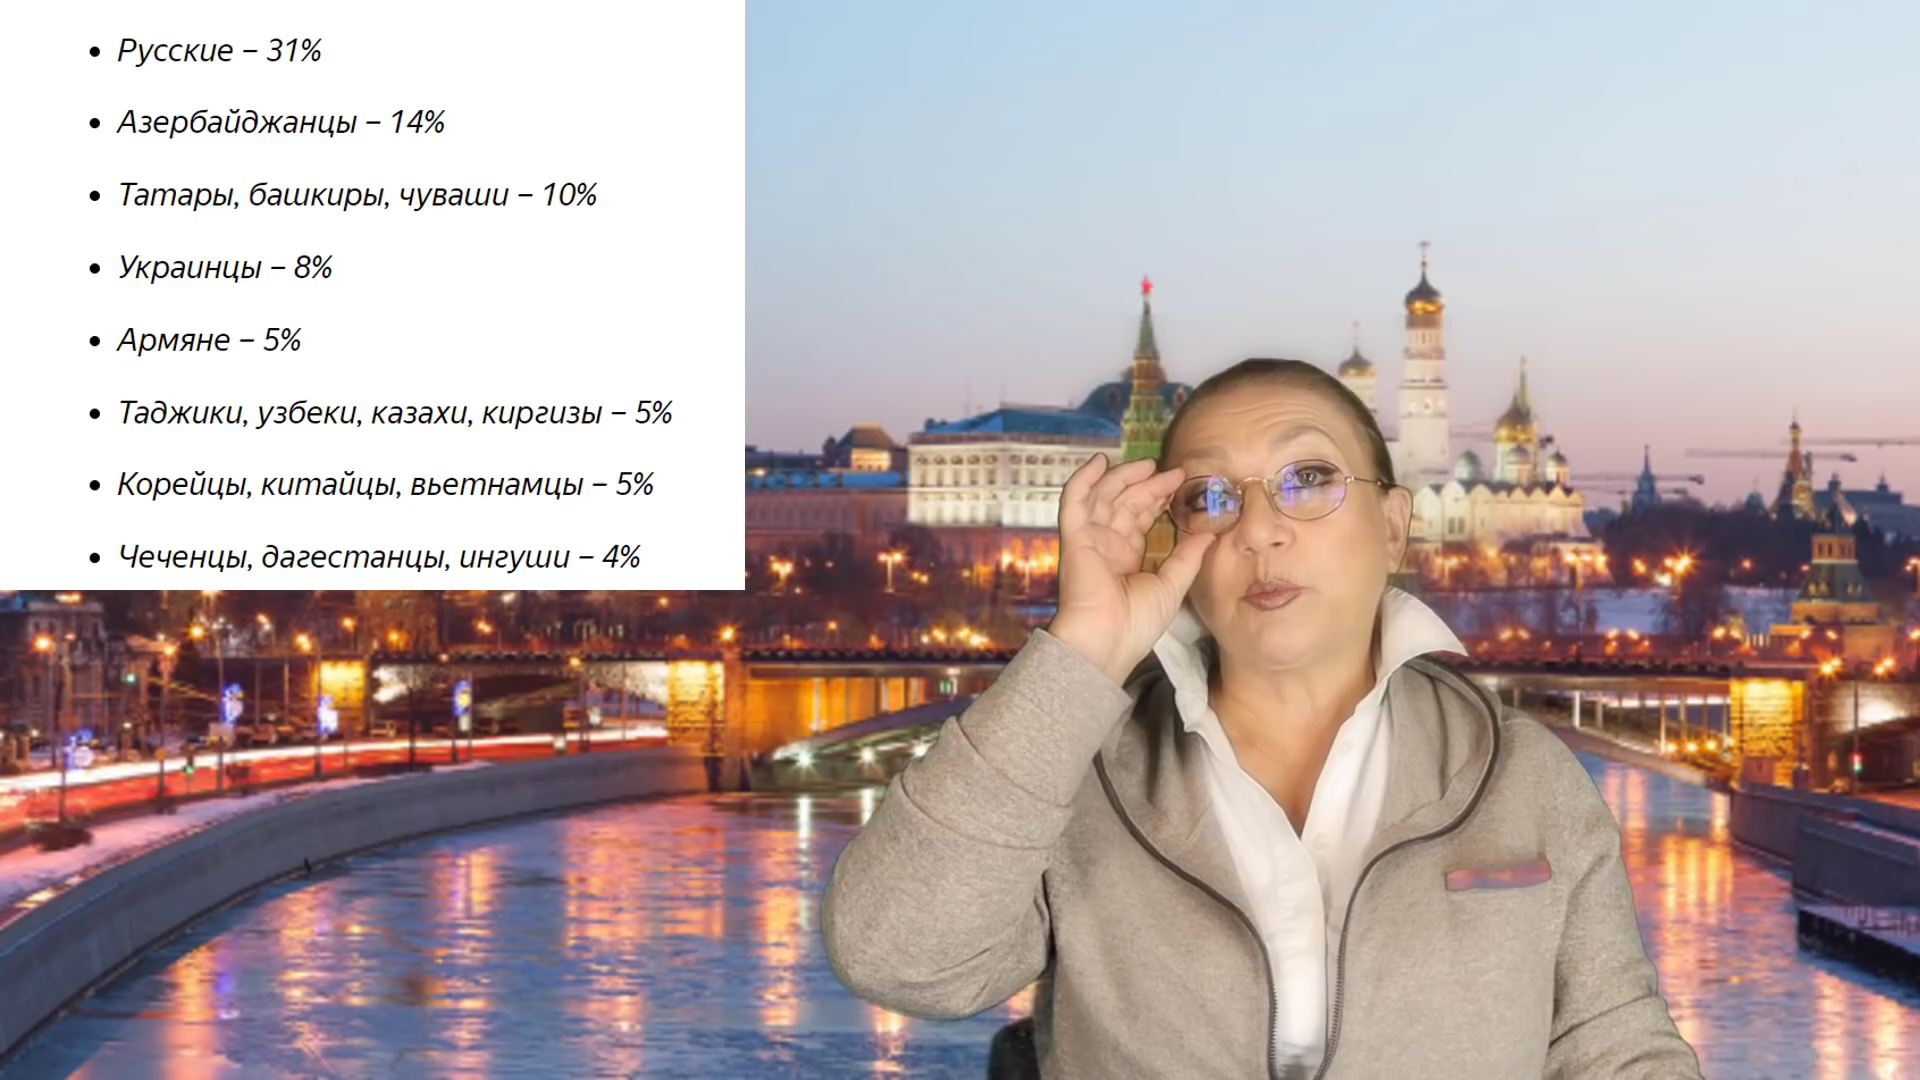 • Русские – 31%
• Азербайджанцы – 14%
• Татары, башкиры, чуваши – 10%
• Украинцы – 8%
• Армяне – 5%
• Таджики, узбеки, казахи, киргизы – 5%
• Корейцы, китайцы, вьетнамцы – 5%
• Чеченцы, дагестанцы, ингуши – 4%